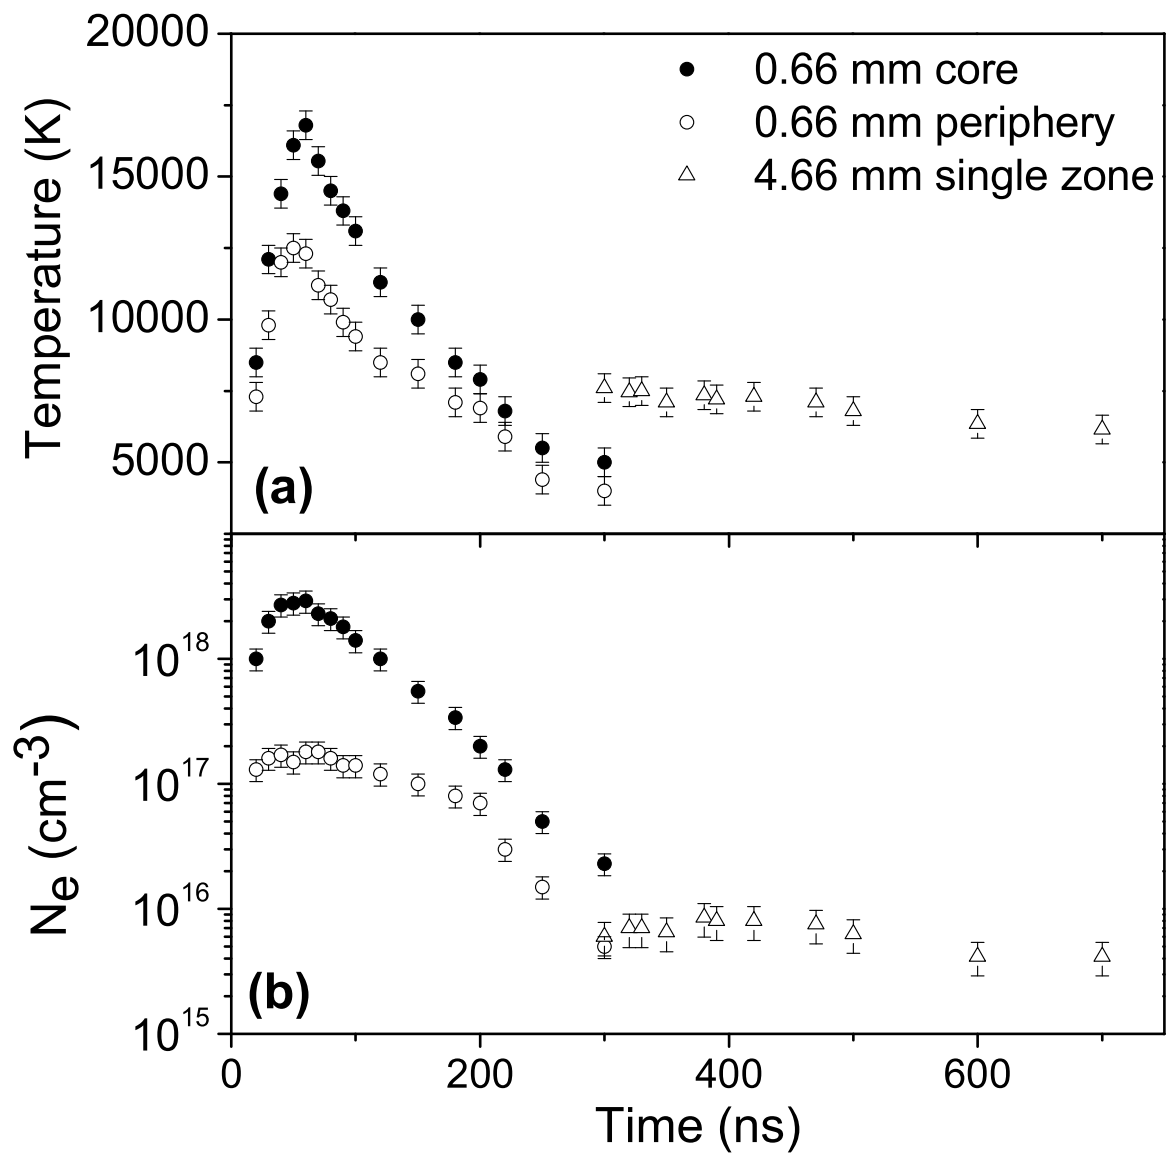 20000
15000
10000
5000
Temperature (K)
0.66 mm core
0.66 mm periphery
4.66 mm single zone
(a)
10^18
10^17
10^16
10^15
Ne (cm-3)
(b)
0 200 400 600
Time (ns)